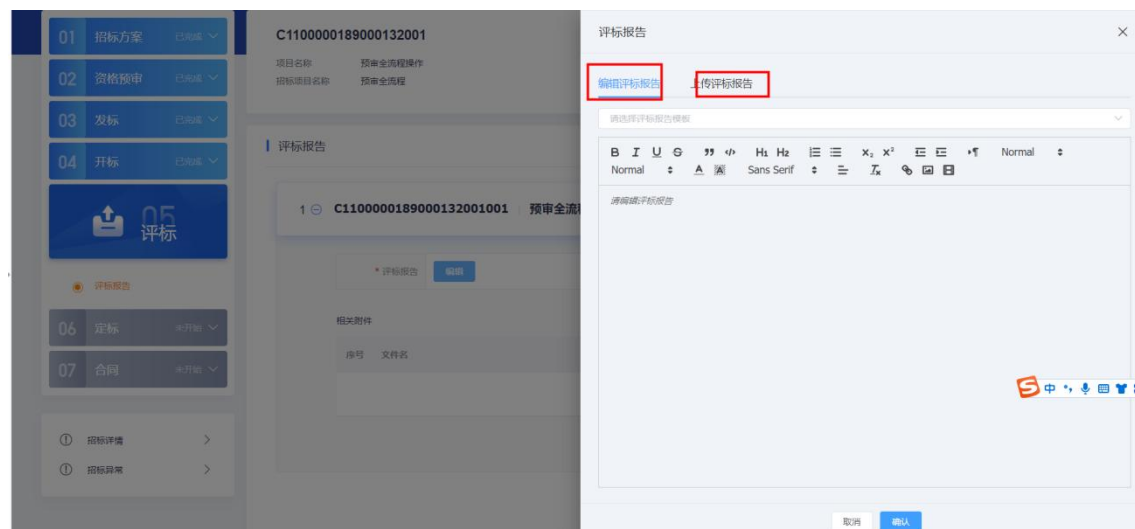 01 招标方案 已完成
02 资格预审 已完成
03 发标 已完成
04 开标 已完成
05 评标
评标报告
06 定标 未开始
07 合同 未开始
招标详情
招标异常
C1100000189000132001
项目名称 预审全流程操作
招标项目名称 预审全流程
评标报告
1 C1100000189000132001001 预审全流
* 评标报告 编辑
相关附件
序号 文件名
评标报告
编辑评标报告 上传评标报告
请选择评标报告模板
B I U S H1 H2 X2 X2 Normal
Normal A A Sans Serif Tx
请编辑评标报告
中
取消 确认